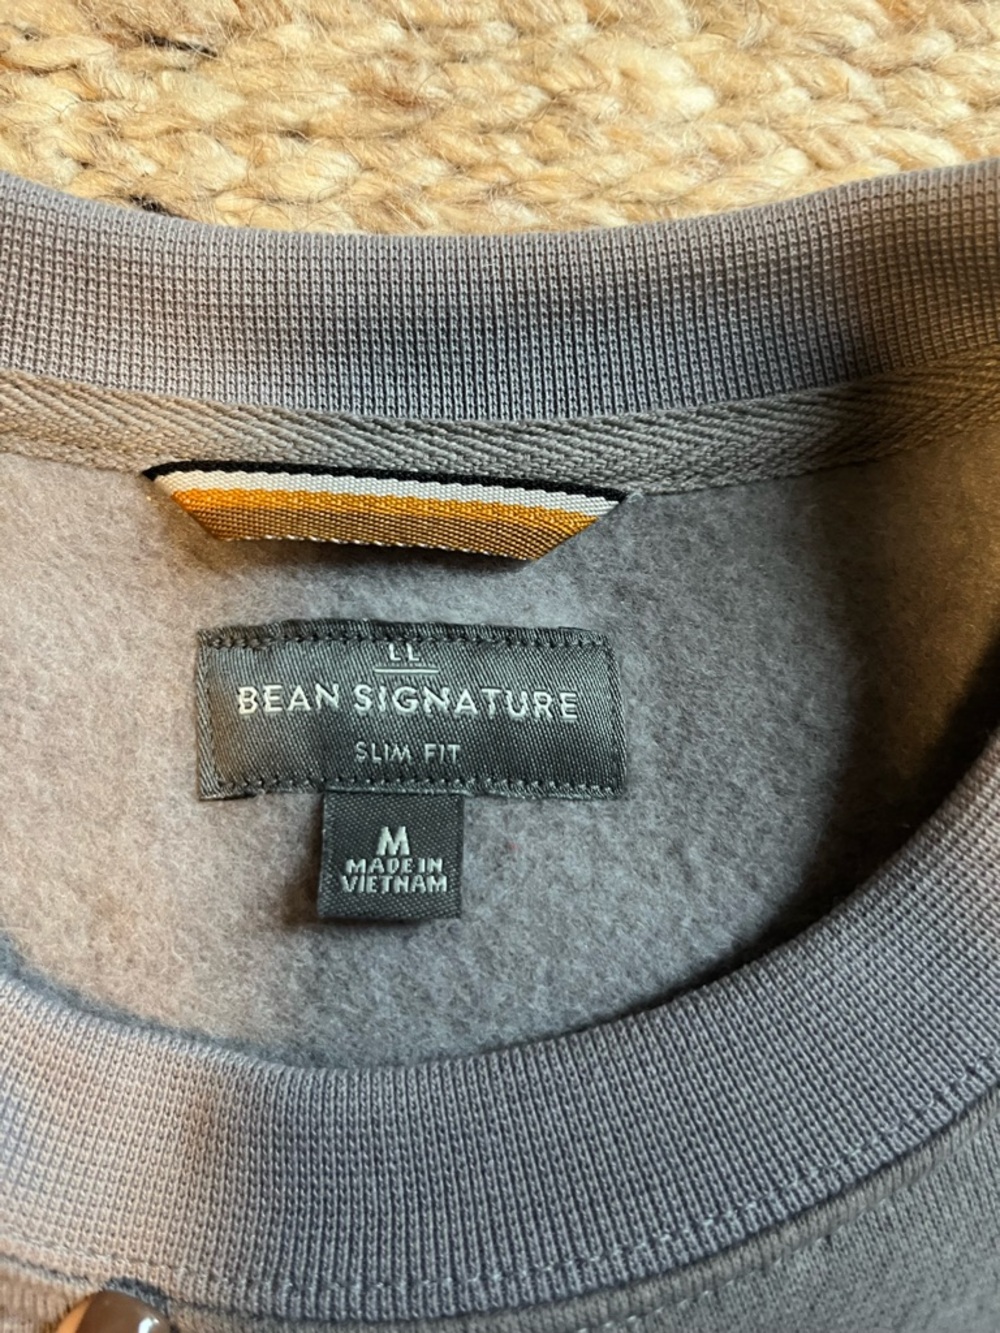 LL
BEAN SIGNATURE
SLIM FIT
M
MADE IN
VIETNAM